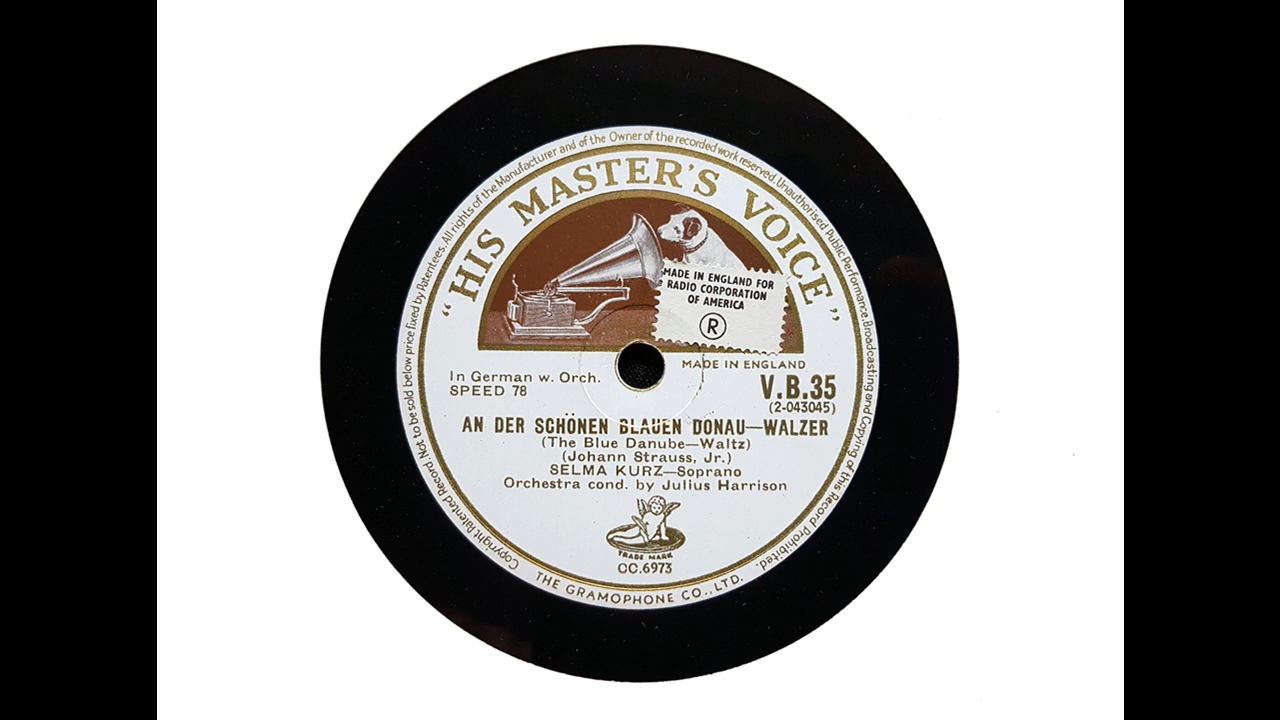 Copyright Patented Record. Not to be sold below price fixed by Patentees. All rights of the Manufacturer and of the Owner of the recorded work reserved. Unauthorised Public Performance, Broadcasting and Copying of this Record Prohibited.
“HIS MASTER'S VOICE”
MADE IN ENGLAND FOR
RADIO CORPORATION
OF AMERICA
R
MADE IN ENGLAND
In German w. Orch.
SPEED 78
V.B.35
(2-043045)
AN DER SCHÖNEN BLAUEN DONAU—WALZER
(The Blue Danube—Waltz)
(Johann Strauss, Jr.)
SELMA KURZ—Soprano
Orchestra cond. by Julius Harrison
TRADE MARK
CC.6973
THE GRAMOPHONE CO., LTD.